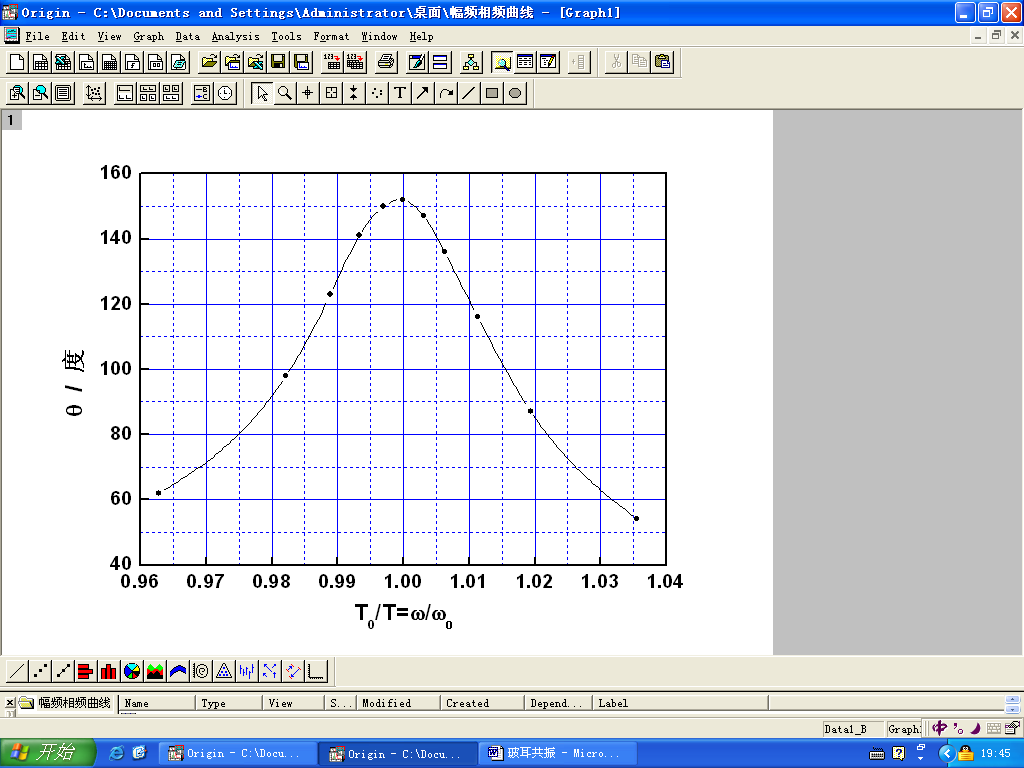 Origin - C:\Documents and Settings\Administrator\桌面\幅频相频曲线 - [Graph1]
File Edit View Graph Data Analysis Tools Format Window Help
1
160
140
120
100
80
60
40
θ / 度
0.96 0.97 0.98 0.99 1.00 1.01 1.02 1.03 1.04
T0/T=ω/ω0
幅频相频曲线 Name Type View S... Modified Created Depend... Label
Data1_B Graph 中
开始 Origin - C:\Docu... Origin - C:\Docu... 玻耳共振 - Micro... 19:45